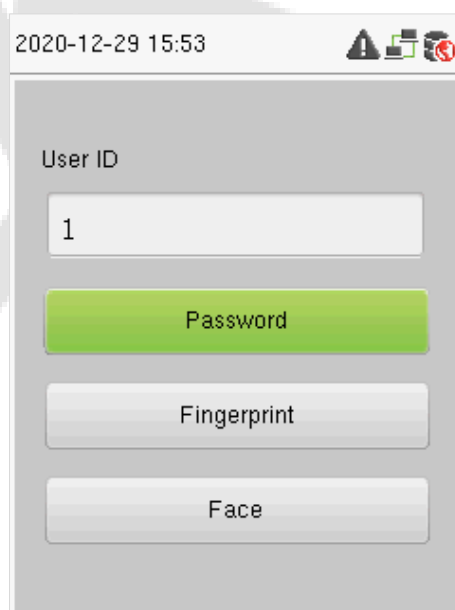 2020-12-29 15:53
User ID
1
Password
Fingerprint
Face